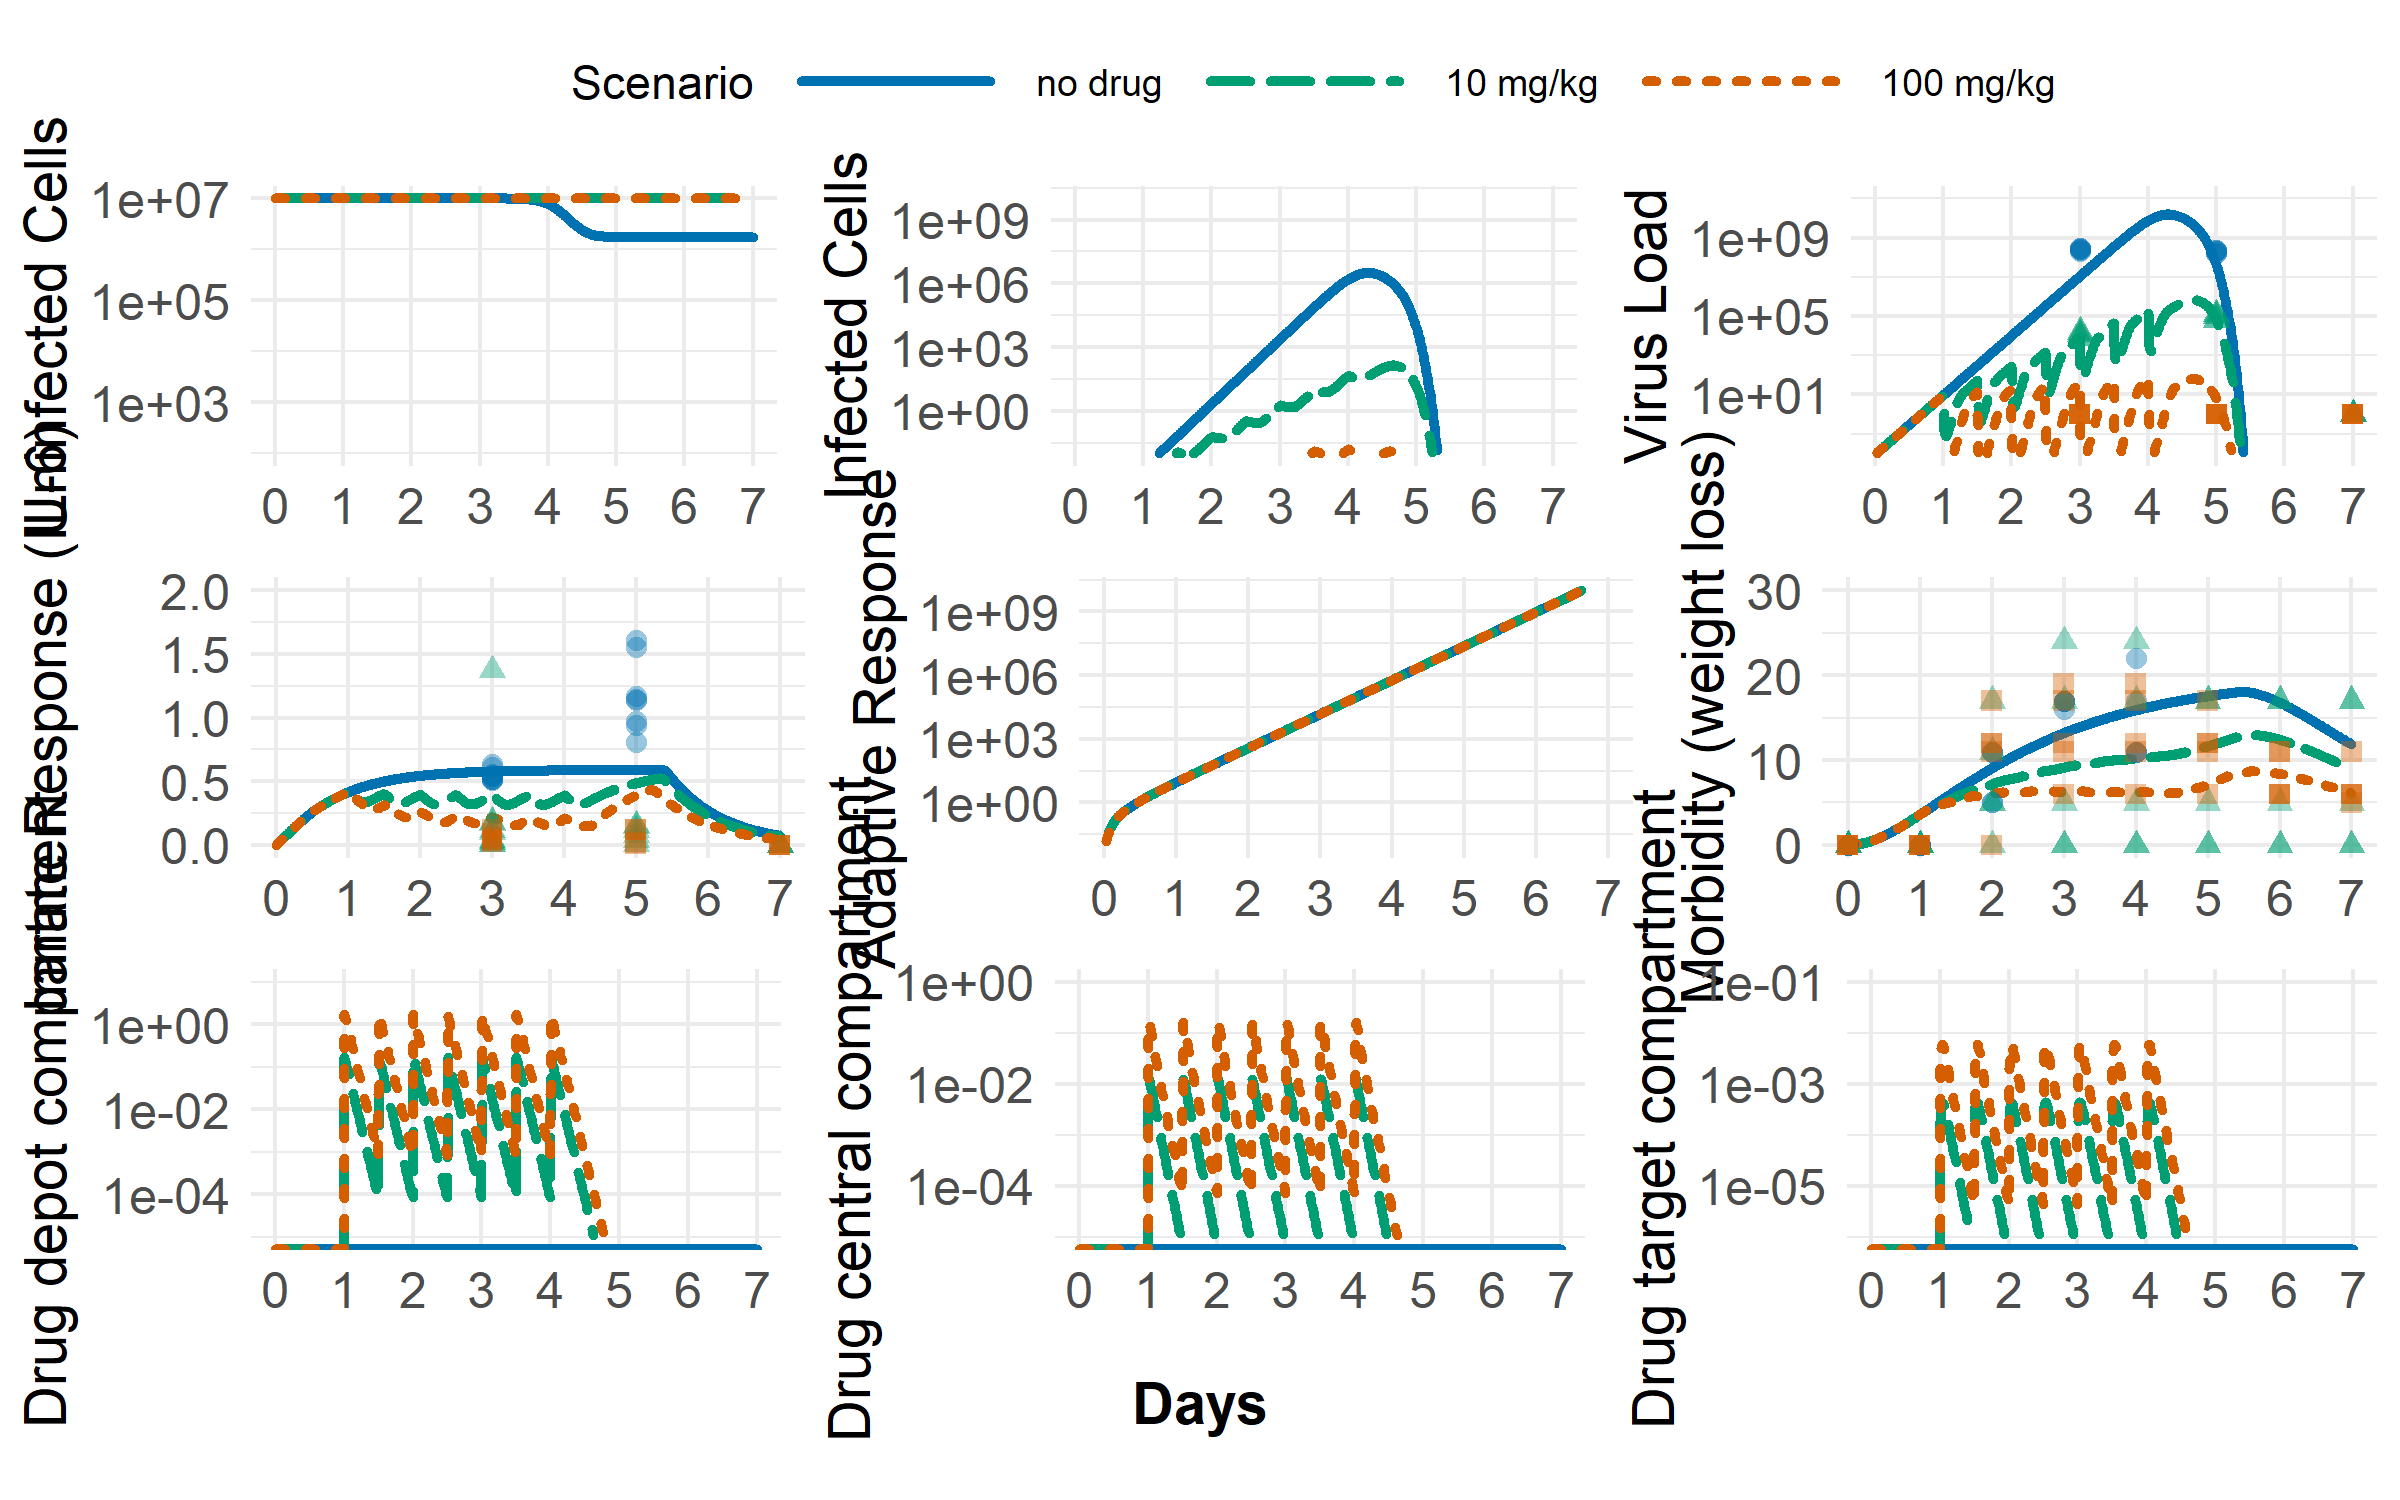 Scenario no drug 10 mg/kg 100 mg/kg
Uninfected Cells
1e+07
1e+05
1e+03
0 1 2 3 4 5 6 7
Infected Cells
1e+09
1e+06
1e+03
1e+00
0 1 2 3 4 5 6 7
Virus Load
1e+09
1e+05
1e+01
0 1 2 3 4 5 6 7
Innate Response (IL-6)
2.0
1.5
1.0
0.5
0.0
0 1 2 3 4 5 6 7
Adaptive Response
1e+09
1e+06
1e+03
1e+00
0 1 2 3 4 5 6 7
Morbidity (weight loss)
30
20
10
0
0 1 2 3 4 5 6 7
Drug depot compartment
1e+00
1e-02
1e-04
0 1 2 3 4 5 6 7
Drug central compartment
1e+00
1e-02
1e-04
0 1 2 3 4 5 6 7
Drug target compartment
1e-01
1e-03
1e-05
0 1 2 3 4 5 6 7
Days